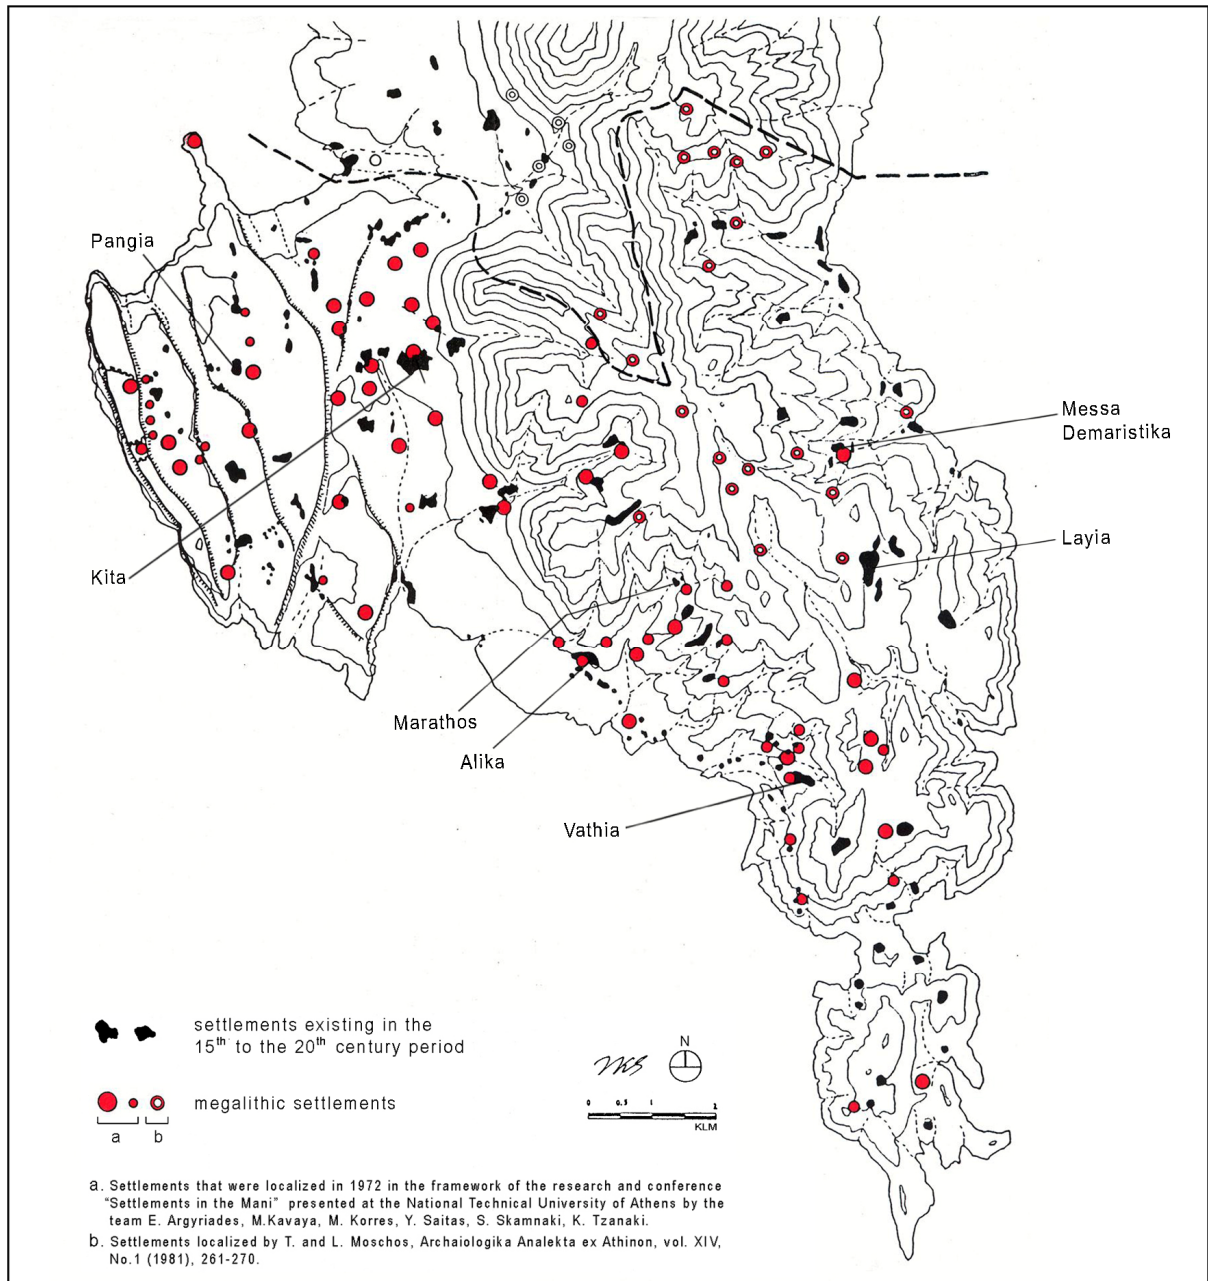 Pangia
Messa
Demaristika
Layia
Kita
Marathos
Alika
Vathia
settlements existing in the
15th to the 20th century period
N
0 0.5 1 2
KLM
megalithic settlements
a b
a. Settlements that were localized in 1972 in the framework of the research and conference
“Settlements in the Mani” presented at the National Technical University of Athens by the
team E. Argyriades, M.Kavaya, M. Korres, Y. Saitas, S. Skamnaki, K. Tzanaki.
b. Settlements localized by T. and L. Moschos, Archaiologika Analekta ex Athinon, vol. XIV,
No.1 (1981), 261-270.